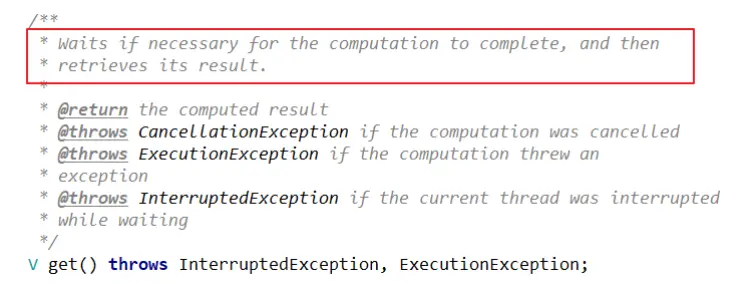 /**
* Waits if necessary for the computation to complete, and then
* retrieves its result.
*
* @return the computed result
* @throws CancellationException if the computation was cancelled
* @throws ExecutionException if the computation threw an
* exception
* @throws InterruptedException if the current thread was interrupted
* while waiting
*/
V get() throws InterruptedException, ExecutionException;